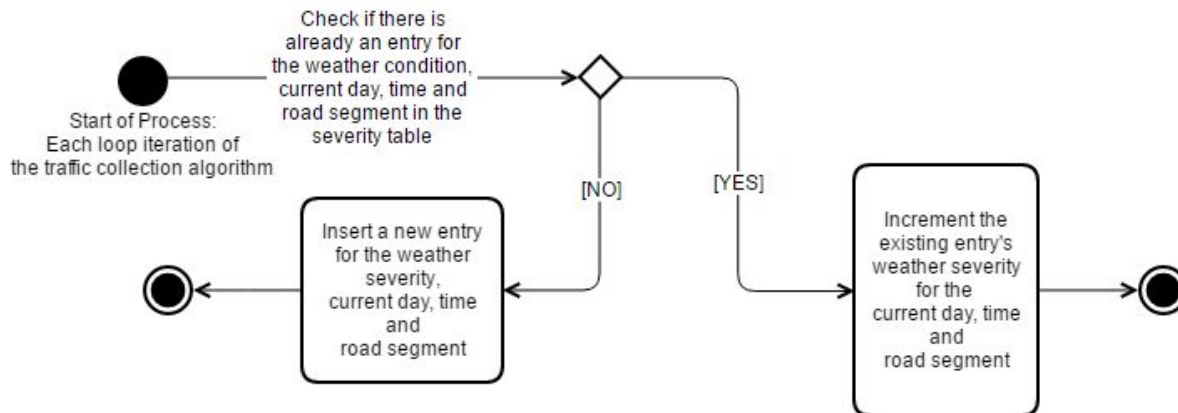 Check if there is
already an entry for
the weather condition,
current day, time and
road segment in the
severity table
Start of Process:
Each loop iteration of
the traffic collection algorithm
[NO]
[YES]
Insert a new entry
for the weather
severity,
current day, time
and
road segment
Increment the
existing entry's
weather severity
for the
current day, time
and
road segment